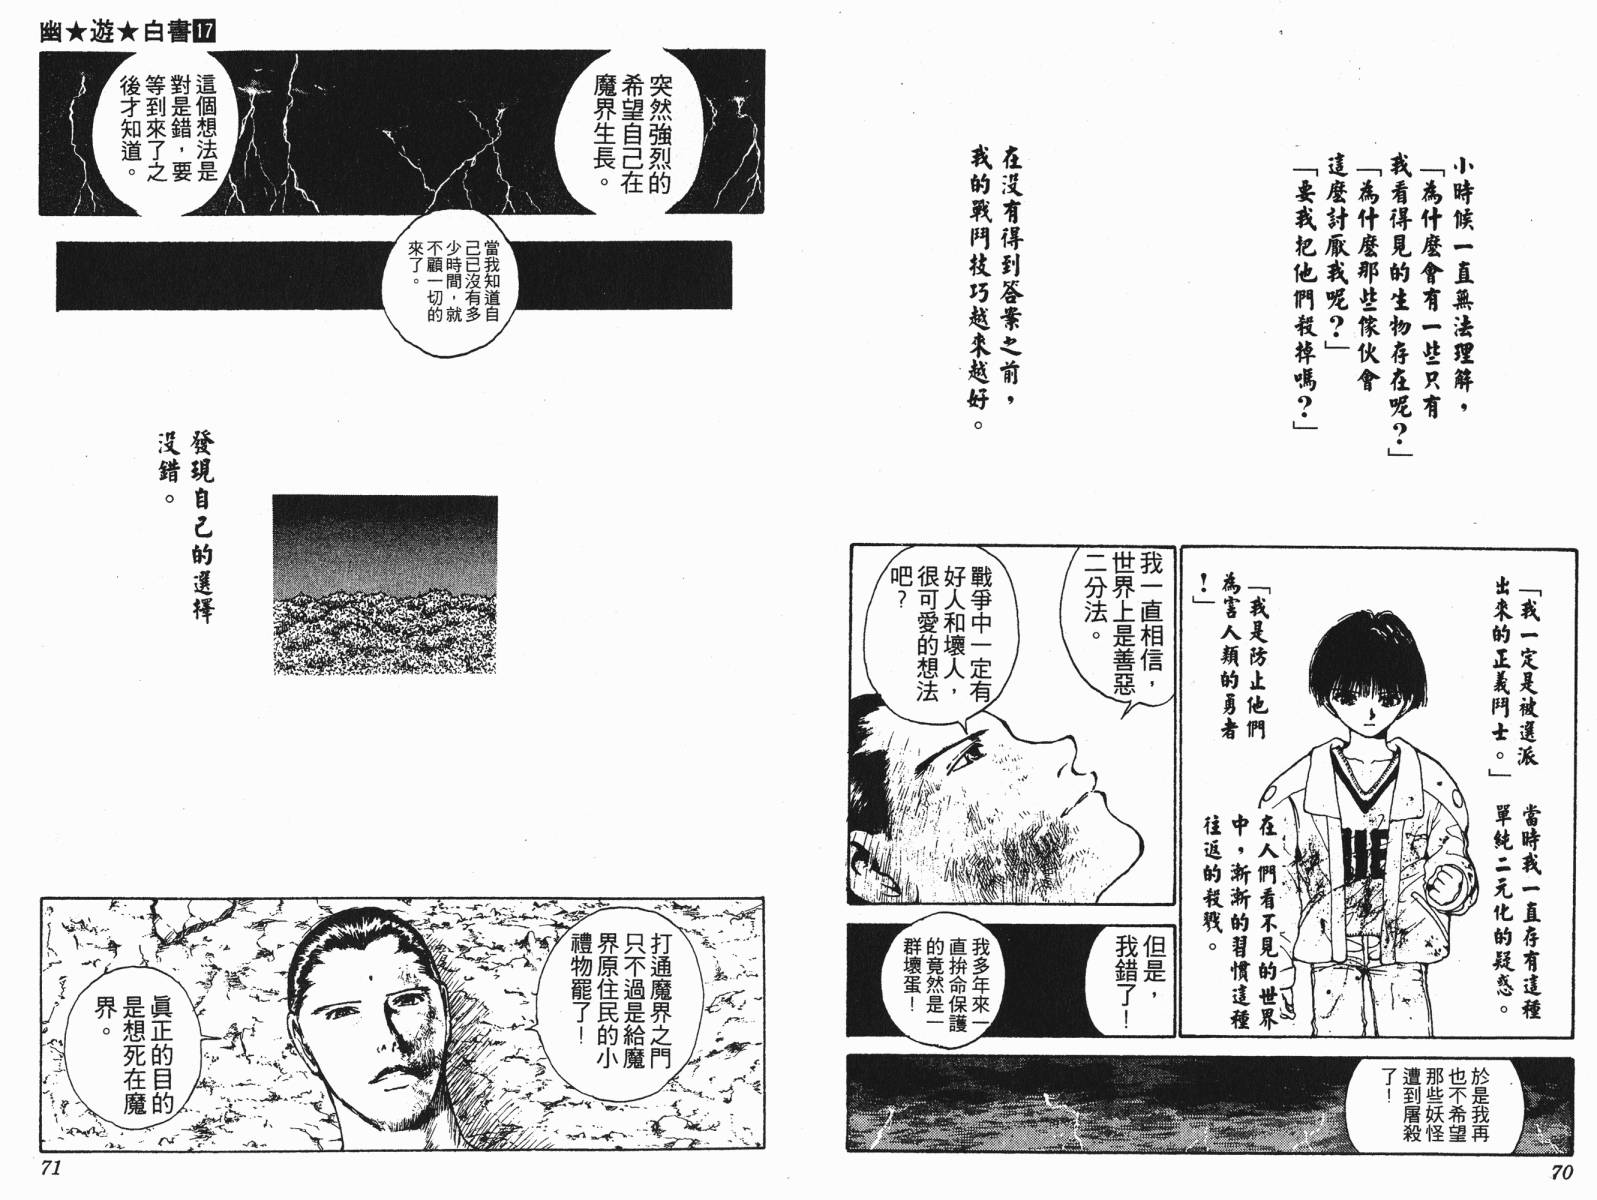 小時候一直無法理解，
「為什麼會有一些只有
我看得見的生物存在呢？」
「為什麼那些傢伙會
這麼討厭我呢？」
「要我把他們殺掉嗎？」
在没有得到答案之前，
我的戰鬥技巧越來越好。
「我一定是被選派
出來的正義鬥士。」
當時我一直存有這種
單純二元化的疑惑。
「我是防止他們
為害人類的勇者
！」
在人們看不見的世界
中，漸漸的習慣這種
往返的殺戮。
我一直相信，
世界上是善惡
二分法。
戰爭中一定有
好人和壞人，
很可愛的想法
吧？
但是，
我錯了！
我多年來一
直拚命保護
的竟然是一
群壞蛋！
於是我再
也不希望
那些妖怪
遭到屠殺
了！
70
幽★遊★白書17
突然強烈的
希望自己在
魔界生長。
這個想法是
對是錯，要
等到來了之
後才知道。
當我知道自
己已沒有多
少時間，就
不顧一切的
來了。
發現自己的選擇
没錯。
打通魔界之門
只不過是給魔
界原住民的小
禮物罷了！
真正的目的
是想死在魔
界。
71